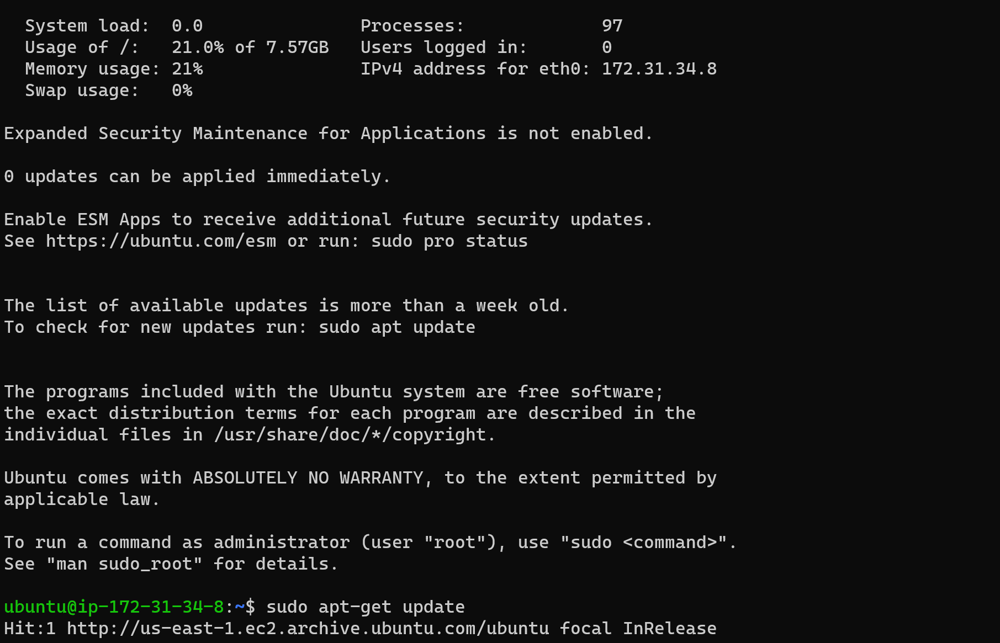 System load:  0.0               Processes:             97
Usage of /:   21.0% of 7.57GB   Users logged in:       0
Memory usage: 21%               IPv4 address for eth0: 172.31.34.8
Swap usage:   0%
Expanded Security Maintenance for Applications is not enabled.
0 updates can be applied immediately.
Enable ESM Apps to receive additional future security updates.
See https://ubuntu.com/esm or run: sudo pro status
The list of available updates is more than a week old.
To check for new updates run: sudo apt update
The programs included with the Ubuntu system are free software;
the exact distribution terms for each program are described in the
individual files in /usr/share/doc/*/copyright.
Ubuntu comes with ABSOLUTELY NO WARRANTY, to the extent permitted by
applicable law.
To run a command as administrator (user "root"), use "sudo <command>".
See "man sudo_root" for details.
ubuntu@ip-172-31-34-8:~$ sudo apt-get update
Hit:1 http://us-east-1.ec2.archive.ubuntu.com/ubuntu focal InRelease